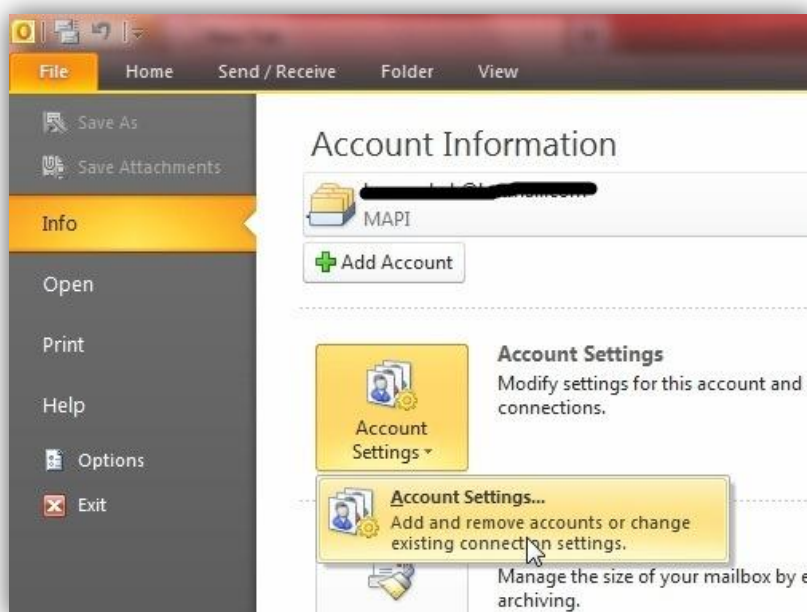 File Home Send / Receive Folder View
Save As
Save Attachments
Info
Open
Print
Help
Options
Exit
Account Information
MAPI
Add Account
Account Settings
Modify settings for this account and
connections.
Account
Settings
Account Settings...
Add and remove accounts or change
existing connection settings.
Manage the size of your mailbox by e
archiving.